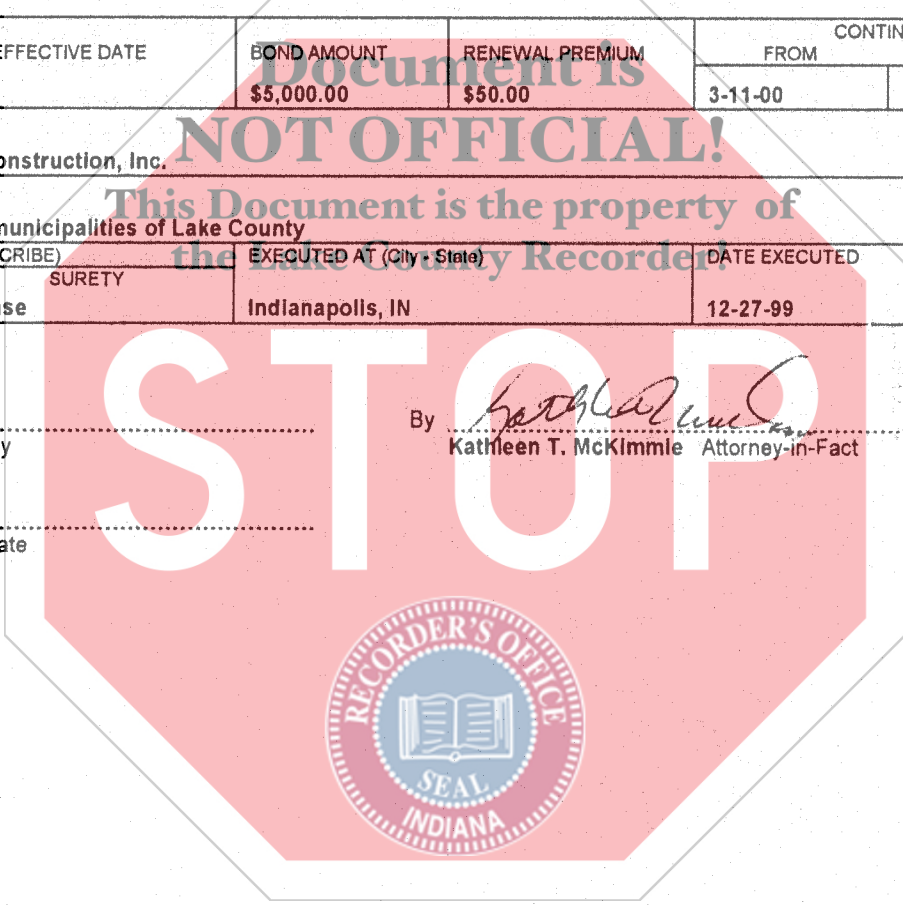 CONTIN
EFFECTIVE DATE BOND AMOUNT RENEWAL PREMIUM FROM
$5,000.00 $50.00 3-11-00
Document is
NOT OFFICIAL!
onstruction, Inc.
This Document is the property of
municipalities of Lake County
the Lake County Recorder!
CRIBE) EXECUTED AT (City - State) DATE EXECUTED
SURETY
se Indianapolis, IN 12-27-99
STOP
By
y Kathleen T. McKimmie Attorney-in-Fact
ate
RECORDER'S OFFICE
SEAL
INDIANA